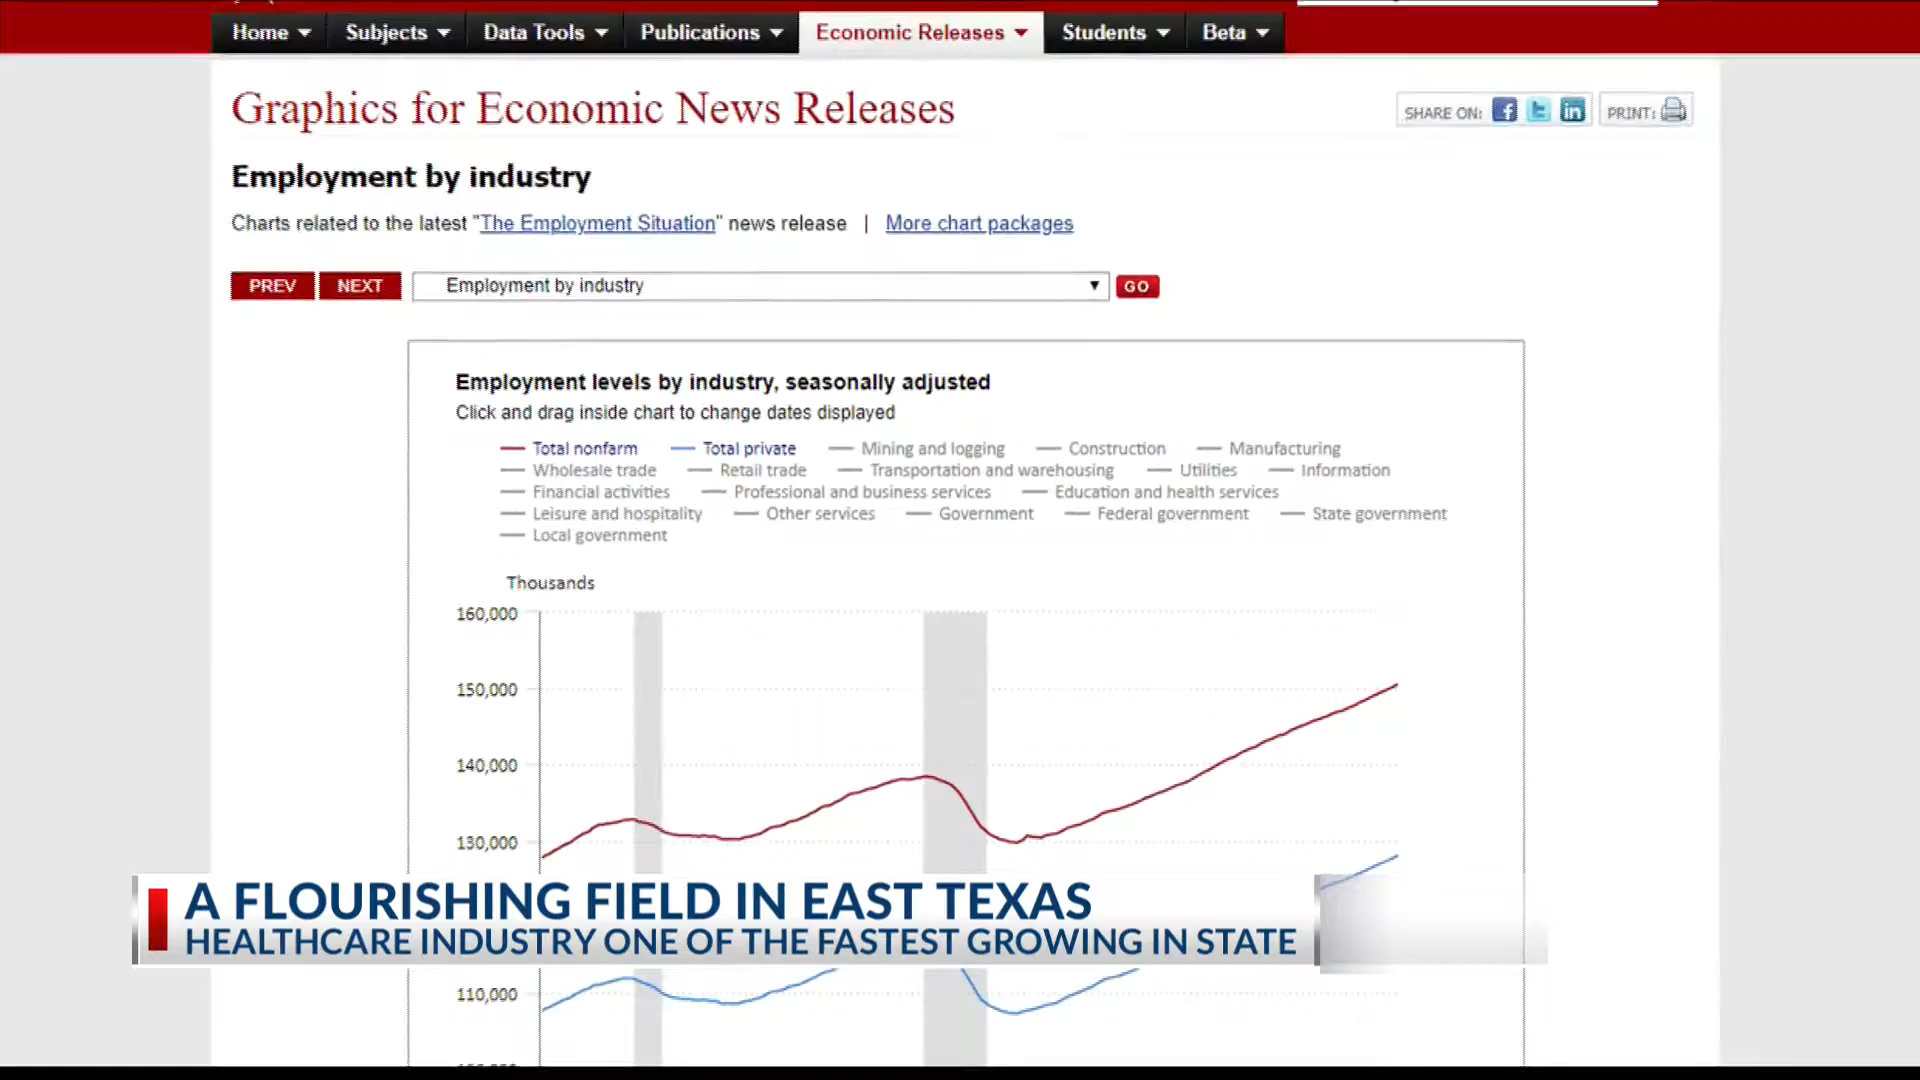 Home Subjects Data Tools Publications Economic Releases Students Beta
Graphics for Economic News Releases
SHARE ON: PRINT:
Employment by industry
Charts related to the latest "The Employment Situation" news release | More chart packages
PREV NEXT Employment by industry GO
Employment levels by industry, seasonally adjusted
Click and drag inside chart to change dates displayed
Total nonfarm Total private Mining and logging Construction Manufacturing
Wholesale trade Retail trade Transportation and warehousing Utilities Information
Financial activities Professional and business services Education and health services
Leisure and hospitality Other services Government Federal government State government
Local government
Thousands
160,000
150,000
140,000
130,000
A FLOURISHING FIELD IN EAST TEXAS
HEALTHCARE INDUSTRY ONE OF THE FASTEST GROWING IN STATE
110,000